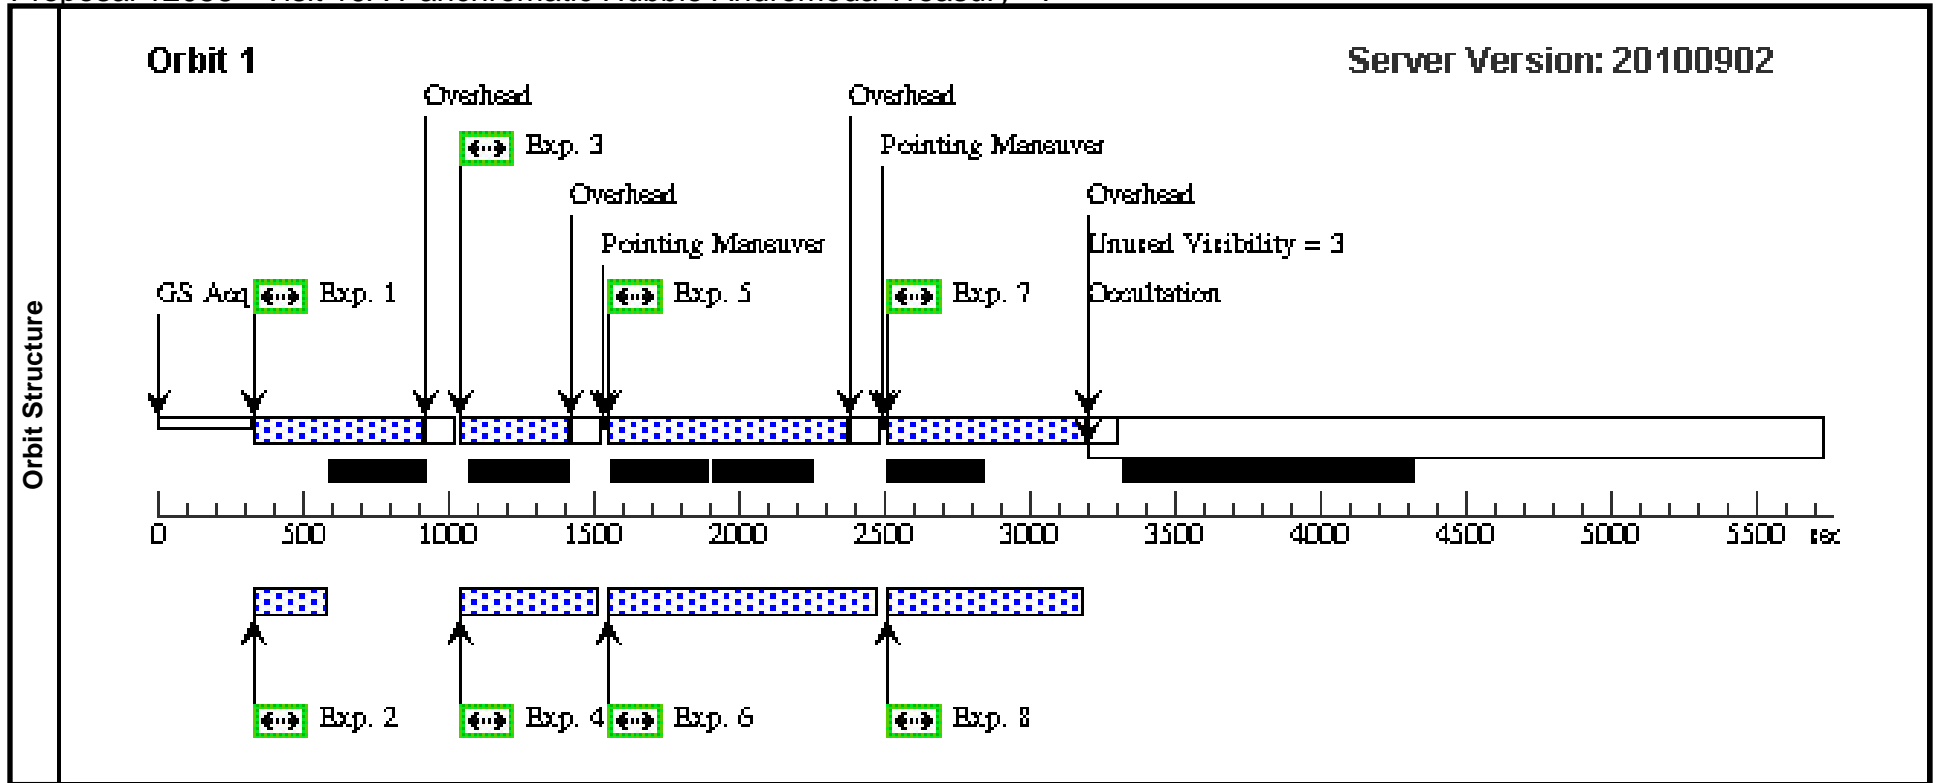 Orbit 1
Server Version: 20100902
Overhead
Overhead
Exp. 3
Pointing Maneuver
Overhead
Overhead
Pointing Maneuver
Unused Visibility = 3
GS Acq
Exp. 1
Exp. 5
Exp. 7
Occultation
Orbit Structure
0
500
1000
1500
2000
2500
3000
3500
4000
4500
5000
5500
sec
Exp. 2
Exp. 4
Exp. 6
Exp. 8